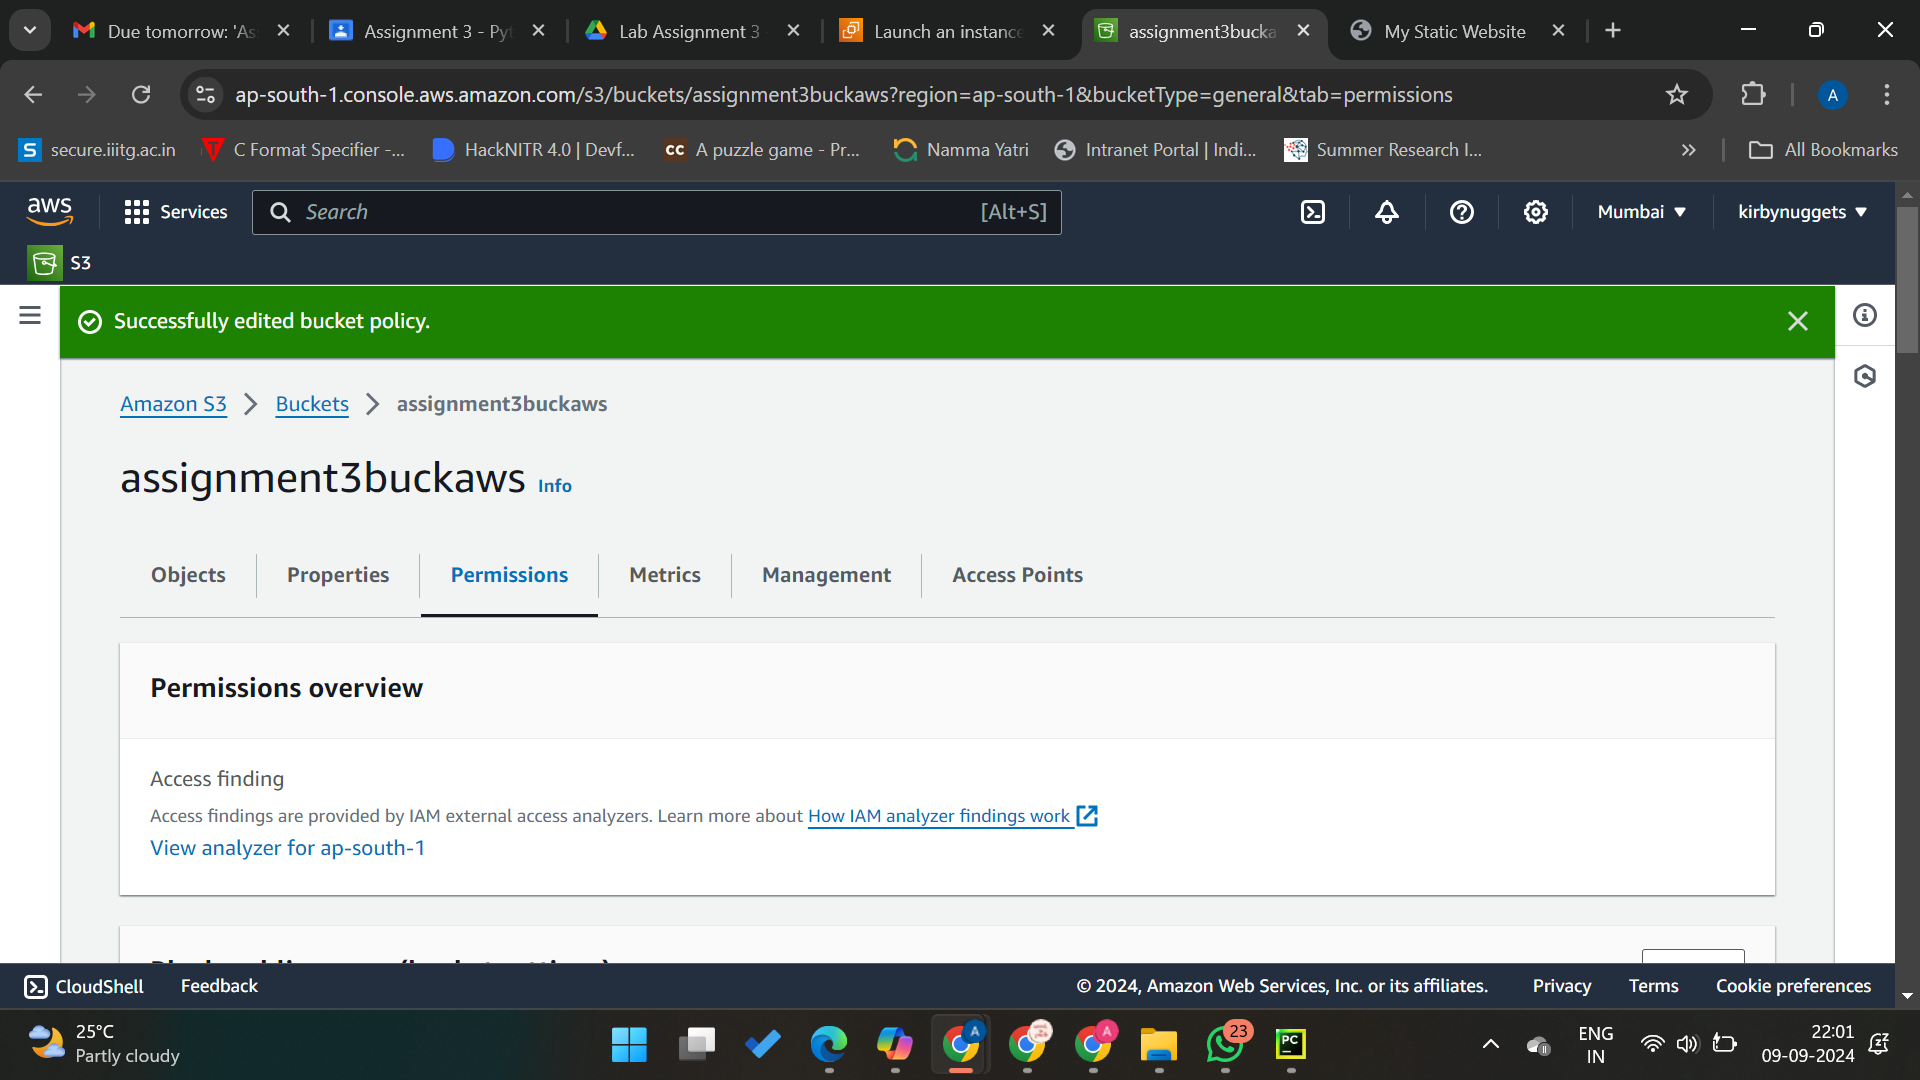 Due tomorrow: 'As
Assignment 3 - Pyt
Lab Assignment 3
Launch an instance
assignment3bucka
My Static Website
ap-south-1.console.aws.amazon.com/s3/buckets/assignment3buckaws?region=ap-south-1&bucketType=general&tab=permissions
A
S secure.iiitg.ac.in
C Format Specifier -...
HackNITR 4.0 | Devf...
CC A puzzle game - Pr...
Namma Yatri
Intranet Portal | Indi...
Summer Research I...
»
All Bookmarks
aws
Services
Search [Alt+S]
Mumbai
kirbynuggets
S3
Successfully edited bucket policy.
Amazon S3 > Buckets > assignment3buckaws
assignment3buckaws Info
Objects
Properties
Permissions
Metrics
Management
Access Points
Permissions overview
Access finding
Access findings are provided by IAM external access analyzers. Learn more about How IAM analyzer findings work
View analyzer for ap-south-1
CloudShell
Feedback
© 2024, Amazon Web Services, Inc. or its affiliates.
Privacy
Terms
Cookie preferences
25°C
Partly cloudy
A
A
23
PC
ENG
IN
22:01
09-09-2024